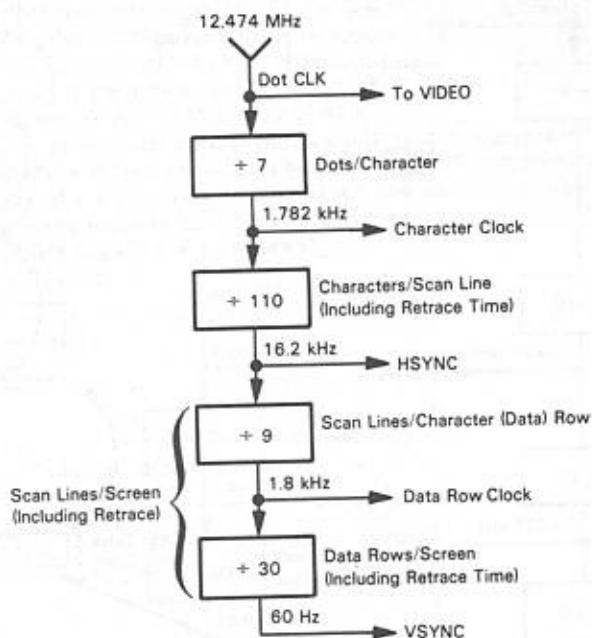 12.474 MHz
Dot CLK
To VIDEO
÷ 7
Dots/Character
1.782 kHz
Character Clock
÷ 110
Characters/Scan Line
(Including Retrace Time)
16.2 kHz
HSYNC
÷ 9
Scan Lines/Character (Data) Row
Scan Lines/Screen
(Including Retrace)
1.8 kHz
Data Row Clock
÷ 30
Data Rows/Screen
(Including Retrace Time)
60 Hz
VSYNC